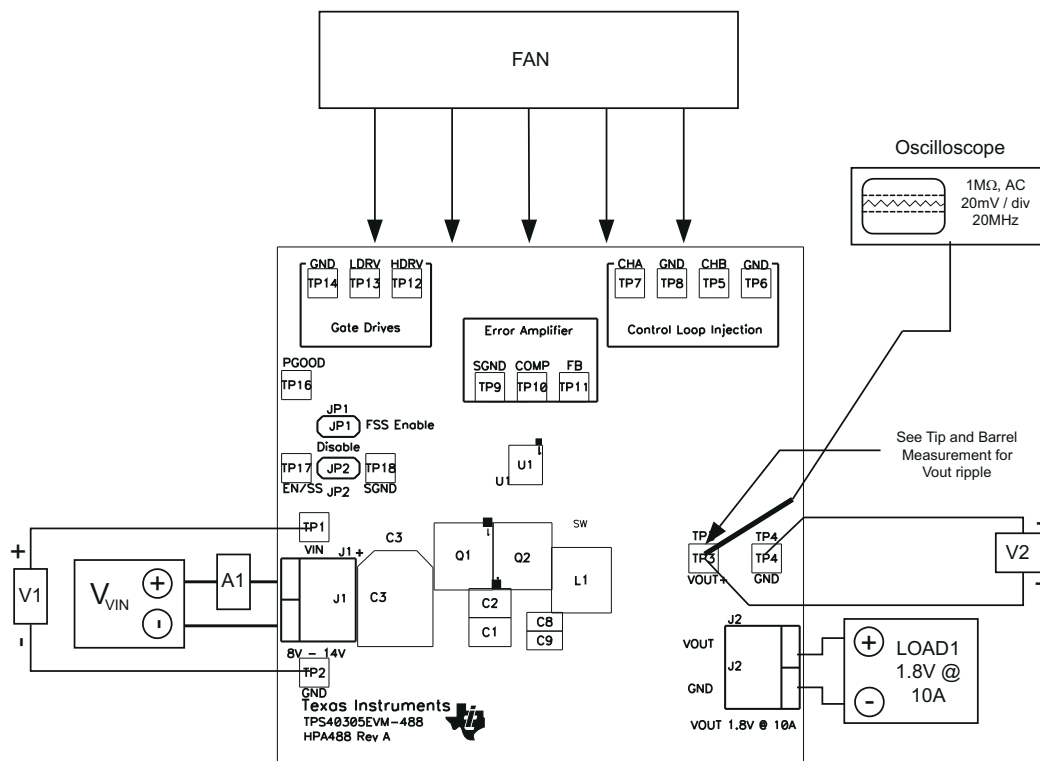 FAN
Oscilloscope
1MΩ, AC
20mV / div
20MHz
GND LDRV HDRV
TP14 TP13 TP12
Gate Drives
CHA GND CHB GND
TP7 TP8 TP5 TP6
Control Loop Injection
Error Amplifier
SGND COMP FB
TP9 TP10 TP11
PGOOD
TP16
JP1
JP1 FSS Enable
Disable
TP17 JP2 TP18
EN/SS JP2 SGND
U1
U1
See Tip and Barrel
Measurement for
Vout ripple
TP1
VIN
J1 +
C3
Q1 Q2
SW
L1
TP4
TP3 TP4
VOUT+ GND
V2
+
-
V1
VVIN
+
-
A1
J1
C3
C2
C1
C8
C9
8V - 14V
TP2
GND
J2
VOUT
J2
GND
VOUT 1.8V @ 10A
+
-
LOAD1
1.8V @
10A
Texas Instruments
TPS40305EVM-488
HPA488 Rev A